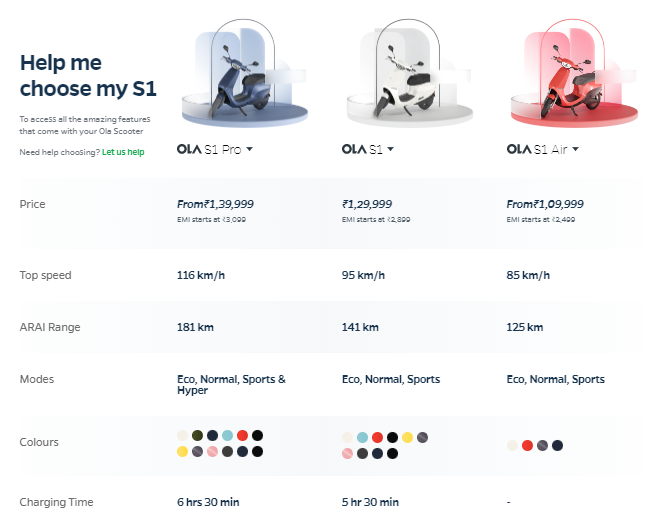 Help me
choose my S1
To access all the amazing features
that come with your Ola Scooter
Need help choosing? Let us help
OLA S1 Pro
OLA S1
OLA S1 Air
Price
From₹1,39,999
EMI starts at ₹3,099
₹1,29,999
EMI starts at ₹2,899
From₹1,09,999
EMI starts at ₹2,499
Top speed
116 km/h
95 km/h
85 km/h
ARAI Range
181 km
141 km
125 km
Modes
Eco, Normal, Sports &
Hyper
Eco, Normal, Sports
Eco, Normal, Sports
Colours
Charging Time
6 hrs 30 min
5 hr 30 min
-